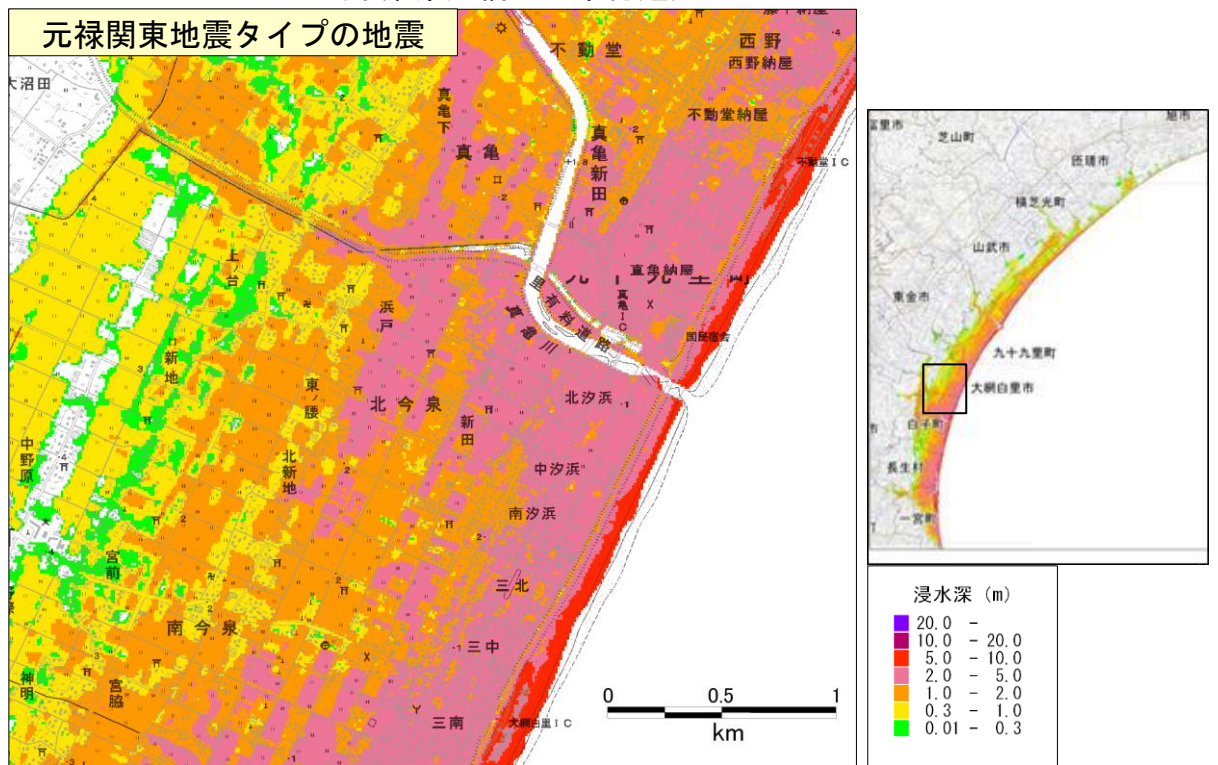 元禄関東地震タイプの地震
不動堂
西野
西野納屋
大沼田
真亀下
真亀
真亀新田
不動堂納屋
不動堂IC
上ノ台
浜戸
真亀納屋
真亀IC
里有料道路
真亀川
国民宿舎
新地
東ノ腰
北今泉
新田
北汐浜
中野原
北新地
中汐浜
南汐浜
宮前
三北
南今泉
三中
神明
宮脇
三南
大網白里IC
0 0.5 1
km
富里市
芝山町
旭市
匝瑳市
横芝光町
山武市
東金市
九十九里町
大網白里市
白子町
長生村
一宮町
浸水深 (m)
20.0 -
10.0 - 20.0
5.0 - 10.0
2.0 - 5.0
1.0 - 2.0
0.3 - 1.0
0.01 - 0.3